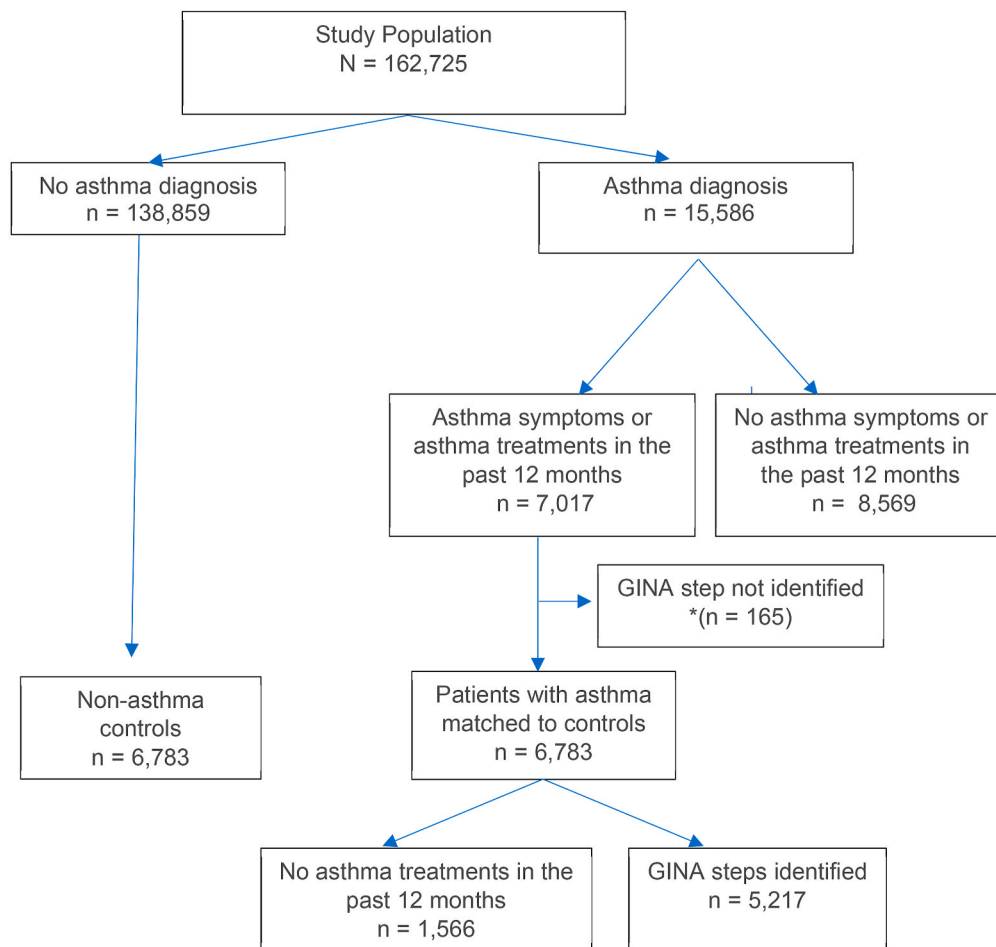 Study Population
N = 162,725
No asthma diagnosis
n = 138,859
Asthma diagnosis
n = 15,586
Asthma symptoms or
asthma treatments in the
past 12 months
n = 7,017
No asthma symptoms or
asthma treatments in
the past 12 months
n = 8,569
GINA step not identified
*(n = 165)
Non-asthma
controls
n = 6,783
Patients with asthma
matched to controls
n = 6,783
No asthma treatments in the
past 12 months
n = 1,566
GINA steps identified
n = 5,217